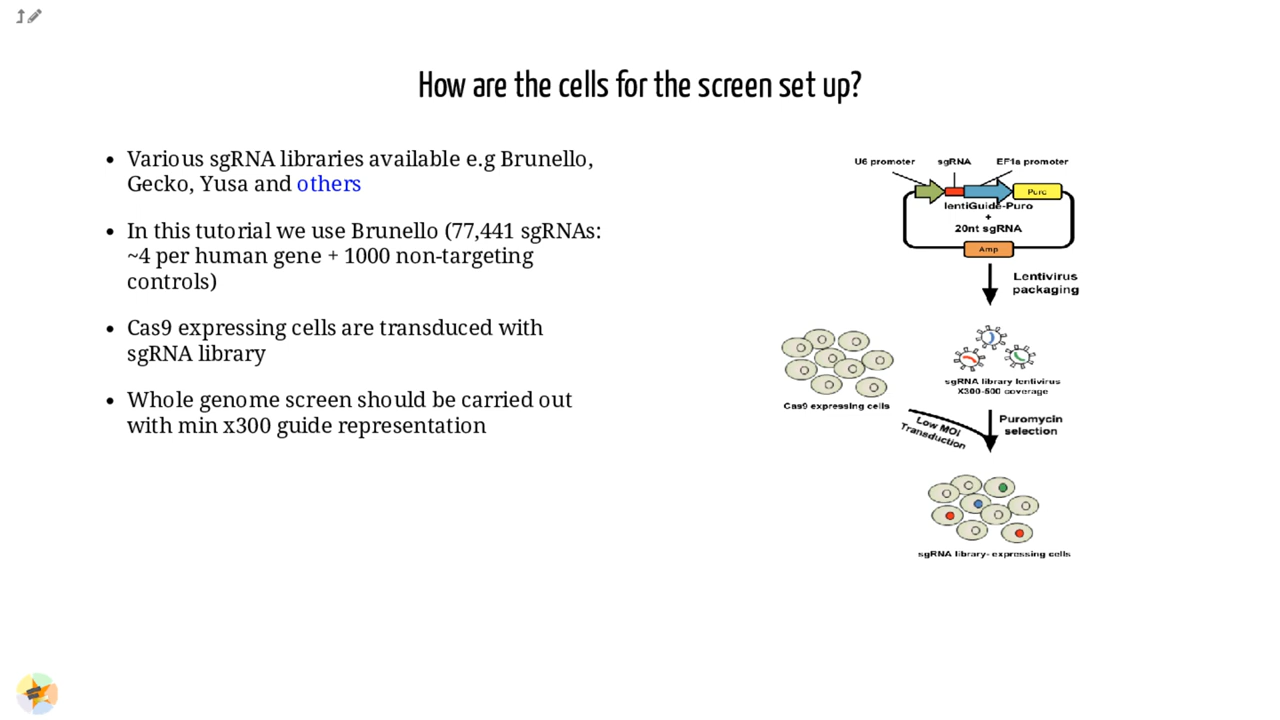 How are the cells for the screen set up?
Various sgRNA libraries available e.g Brunello,
Gecko, Yusa and others
In this tutorial we use Brunello (77,441 sgRNAs:
~4 per human gene + 1000 non-targeting
controls)
Cas9 expressing cells are transduced with
sgRNA library
Whole genome screen should be carried out
with min x300 guide representation
U6 promoter
sgRNA
EF1a promoter
Puro
lentiGuide-Puro
+
20nt sgRNA
Amp
Lentivirus
packaging
sgRNA library lentivirus
X300-500 coverage
Cas9 expressing cells
Low MOI
Transduction
Puromycin
selection
sgRNA library- expressing cells